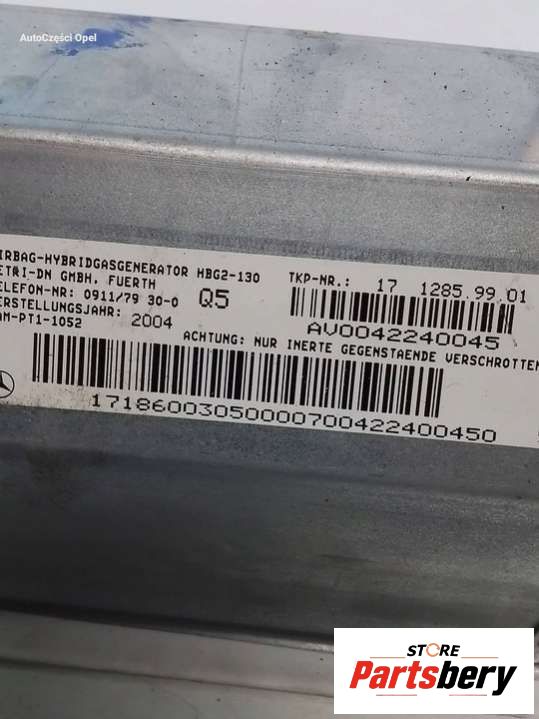 AutoCzęści Opel
IRBAG-HYBRIDGASGENERATOR HBG2-130
ETRI-DN GMBH, FUERTH
ELEFON-NR: 0911/79 30-0 Q5
ERSTELLUNGSJAHR: 2004
AM-PT1-1052
TKP-NR.: 17 1285.99.01
AV0042240045
ACHTUNG: NUR INERTE GEGENSTAENDE VERSCHROTTEN
1718600305000070042240045O
STORE
Partsbery